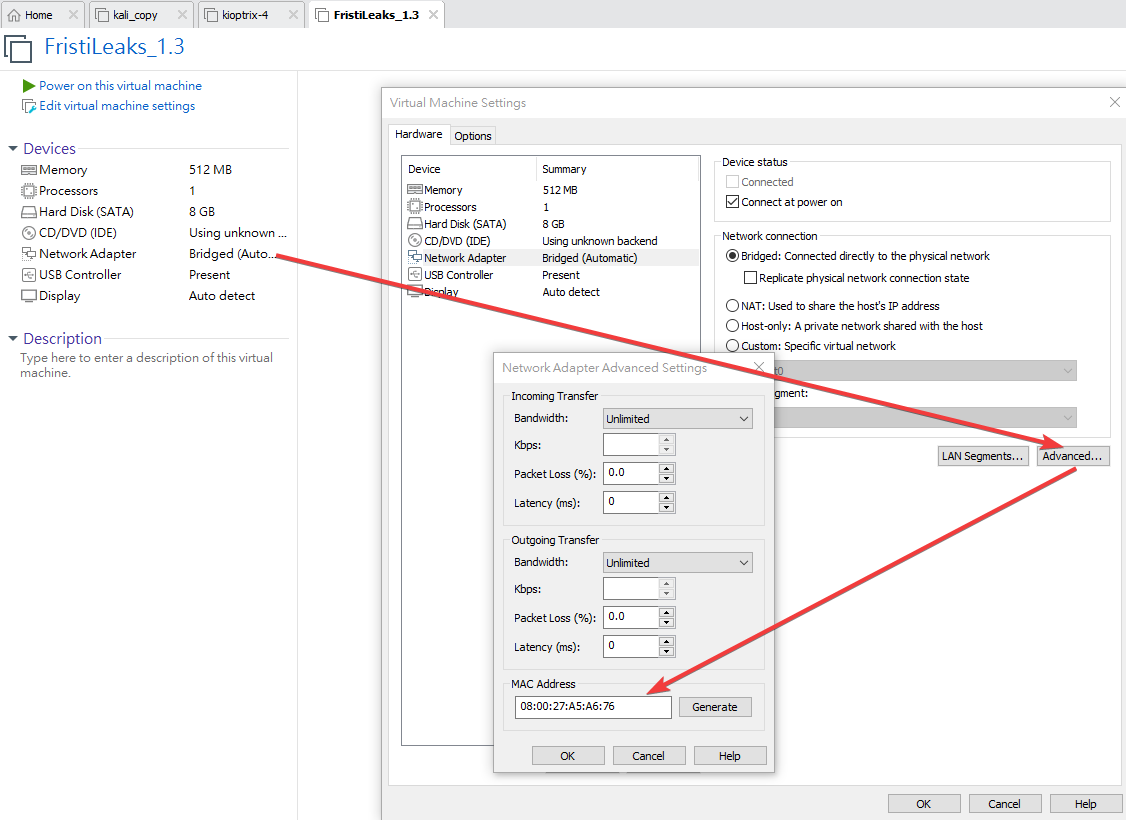 Home
kali_copy
kioptrix-4
FristiLeaks_1.3
FristiLeaks_1.3
Power on this virtual machine
Edit virtual machine settings
Devices
Memory 512 MB
Processors 1
Hard Disk (SATA) 8 GB
CD/DVD (IDE) Using unknown ...
Network Adapter Bridged (Auto...
USB Controller Present
Display Auto detect
Description
Type here to enter a description of this virtual
machine.
Virtual Machine Settings
Hardware
Options
Device Summary
Memory 512 MB
Processors 1
Hard Disk (SATA) 8 GB
CD/DVD (IDE) Using unknown backend
Network Adapter Bridged (Automatic)
USB Controller Present
Display Auto detect
Device status
Connected
Connect at power on
Network connection
Bridged: Connected directly to the physical network
Replicate physical network connection state
NAT: Used to share the host's IP address
Host-only: A private network shared with the host
Custom: Specific virtual network
LAN Segments...
Advanced...
Network Adapter Advanced Settings
Incoming Transfer
Bandwidth: Unlimited
Kbps:
Packet Loss (%): 0.0
Latency (ms): 0
Outgoing Transfer
Bandwidth: Unlimited
Kbps:
Packet Loss (%): 0.0
Latency (ms): 0
MAC Address
08:00:27:A5:A6:76
Generate
OK
Cancel
Help
OK
Cancel
Help